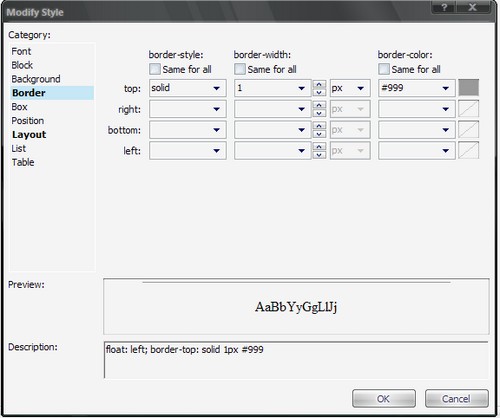 Modify Style
Category:
Font
Block
Background
Border
Box
Position
Layout
List
Table
border-style: border-width: border-color:
Same for all Same for all Same for all
top: solid 1 px #999
right: px
bottom: px
left: px
Preview:
AaBbYyGgLlJj
Description:
float: left; border-top: solid 1px #999
OK Cancel